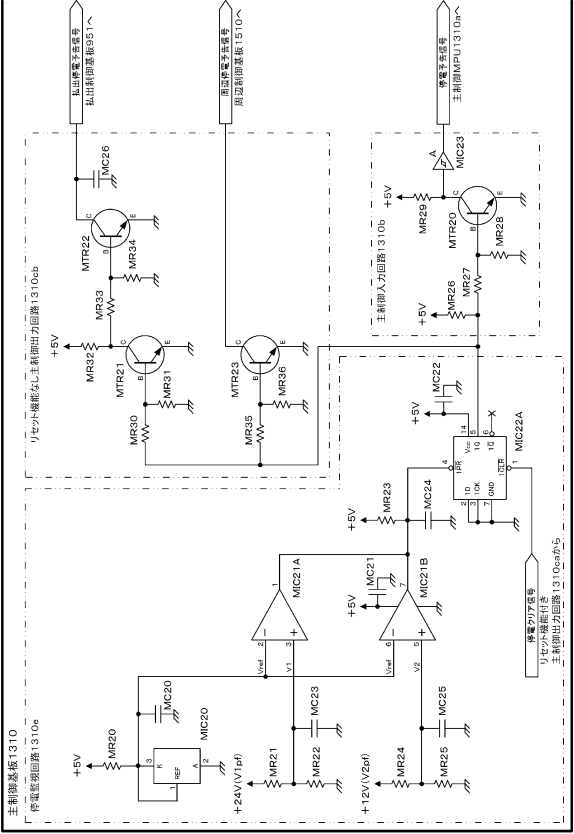 主制御基板1310
停電監視回路1310e
+5V
MR20
MC20
K
3
REF
1
A
2
MIC20
+24V(V1pf)
MR21
MR22
MC23
Vref
V1
2
3
1
−
+
MIC21A
+12V(V2pf)
MR24
MR25
MC25
Vref
V2
6
5
7
−
+
+5V
MC21
MIC21B
+5V
MR23
MC24
+5V
MC22
4
1PR
14
Vcc
2
1D
1Q
5
3
1CK
1Q
6
7
GND
1CLR
1
MIC22A
停電クリア信号
リセット機能付き
主制御出力回路1310caから
リセット機能なし主制御出力回路1310cb
+5V
MR32
MR33
MTR21
B
C
E
MR30
MR31
MTR22
B
C
E
MR34
MC26
払出停電予告信号
払出制御基板951へ
MTR23
B
C
E
MR35
MR36
周辺停電予告信号
周辺制御基板1510へ
主制御入力回路1310b
+5V
MR26
MR27
MR28
+5V
MR29
MTR20
B
C
E
A
MIC23
停電予告信号
主制御MPU1310aへ